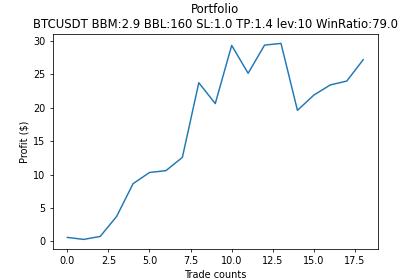 Portfolio
BTCUSDT BBM:2.9 BBL:160 SL:1.0 TP:1.4 lev:10 WinRatio:79.0
30
25
20
15
10
5
0
Profit ($)
0.0 2.5 5.0 7.5 10.0 12.5 15.0 17.5
Trade counts